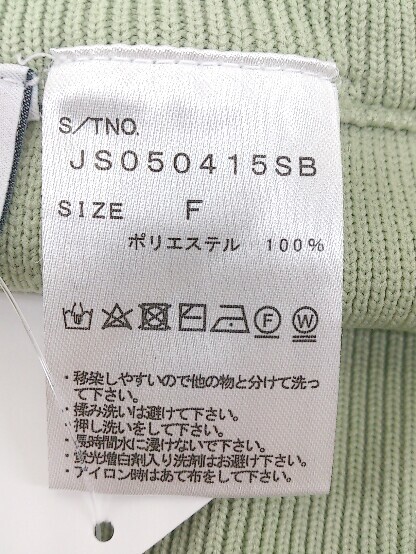 S/TNO.
JS050415SB
SIZE F
ポリエステル 100%
F W
・移染しやすいので他の物と分けて洗っ
て下さい。
・揉み洗いは避けて下さい。
・押し洗いをして下さい。
・長時間水に浸けないで下さい。
・蛍光増白剤入り洗剤はお避け下さい。
・アイロン時はあて布をして下さい。